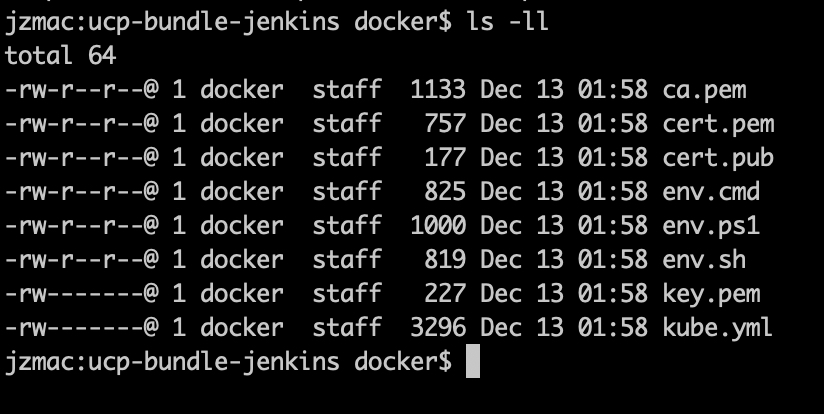 jzmac:ucp-bundle-jenkins docker$ ls -ll
total 64
-rw-r--r--@ 1 docker  staff  1133 Dec 13 01:58 ca.pem
-rw-r--r--@ 1 docker  staff   757 Dec 13 01:58 cert.pem
-rw-r--r--@ 1 docker  staff   177 Dec 13 01:58 cert.pub
-rw-r--r--@ 1 docker  staff   825 Dec 13 01:58 env.cmd
-rw-r--r--@ 1 docker  staff  1000 Dec 13 01:58 env.ps1
-rw-r--r--@ 1 docker  staff   819 Dec 13 01:58 env.sh
-rw-------@ 1 docker  staff   227 Dec 13 01:58 key.pem
-rw-------@ 1 docker  staff  3296 Dec 13 01:58 kube.yml
jzmac:ucp-bundle-jenkins docker$